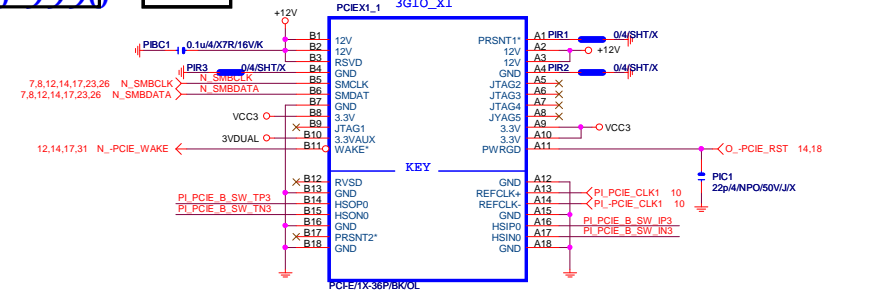 PCIEX1_1
3GIO_X1
+12V
PIBC1
0.1u/4/X7R/16V/K
PIR3
0/4/SHT/X
7,8,12,14,17,23,26 N_SMBCLK
N_SMBCLK
7,8,12,14,17,23,26 N_SMBDATA
N_SMBDATA
VCC3
3VDUAL
12,14,17,31 N_-PCIE_WAKE
PI_PCIE_B_SW_TP3
PI_PCIE_B_SW_TN3
B1 12V
B2 12V
B3 RSVD
B4 GND
B5 SMCLK
B6 SMDAT
B7 GND
B8 3.3V
B9 JTAG1
B10 3.3VAUX
B11 WAKE*
KEY
B12 RVSD
B13 GND
B14 HSOP0
B15 HSON0
B16 GND
B17 PRSNT2*
B18 GND
PRSNT1* A1
12V A2
12V A3
GND A4
JTAG2 A5
JTAG3 A6
JTAG4 A7
JYAG5 A8
3.3V A9
3.3V A10
PWRGD A11
GND A12
REFCLK+ A13
REFCLK- A14
GND A15
HSIP0 A16
HSIN0 A17
GND A18
PIR1 0/4/SHT/X
+12V
PIR2 0/4/SHT/X
VCC3
O_-PCIE_RST 14,18
PIC1
22p/4/NPO/50V/J/X
PI_PCIE_CLK1 10
PI_-PCIE_CLK1 10
PI_PCIE_B_SW_IP3
PI_PCIE_B_SW_IN3
PCI-E/1X-36P/BK/OL